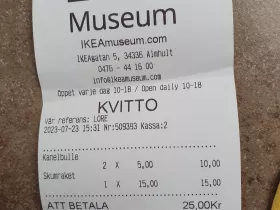 Museum
IKEAmuseum.com
IKEAgatan 5, 34336 Älmhult
0476 - 44 16 00
info@ikeamuseum.com
Öppet varje dag 10-18 / Open daily 10-18
KVITTO
Vår referens: LORE
2023-07-23 15:31 Nr:509393 Kassa:2
Kanelbulle
2 X 5,00 10,00
Skumraket
1 X 15,00 15,00
ATT BETALA 25,00Kr